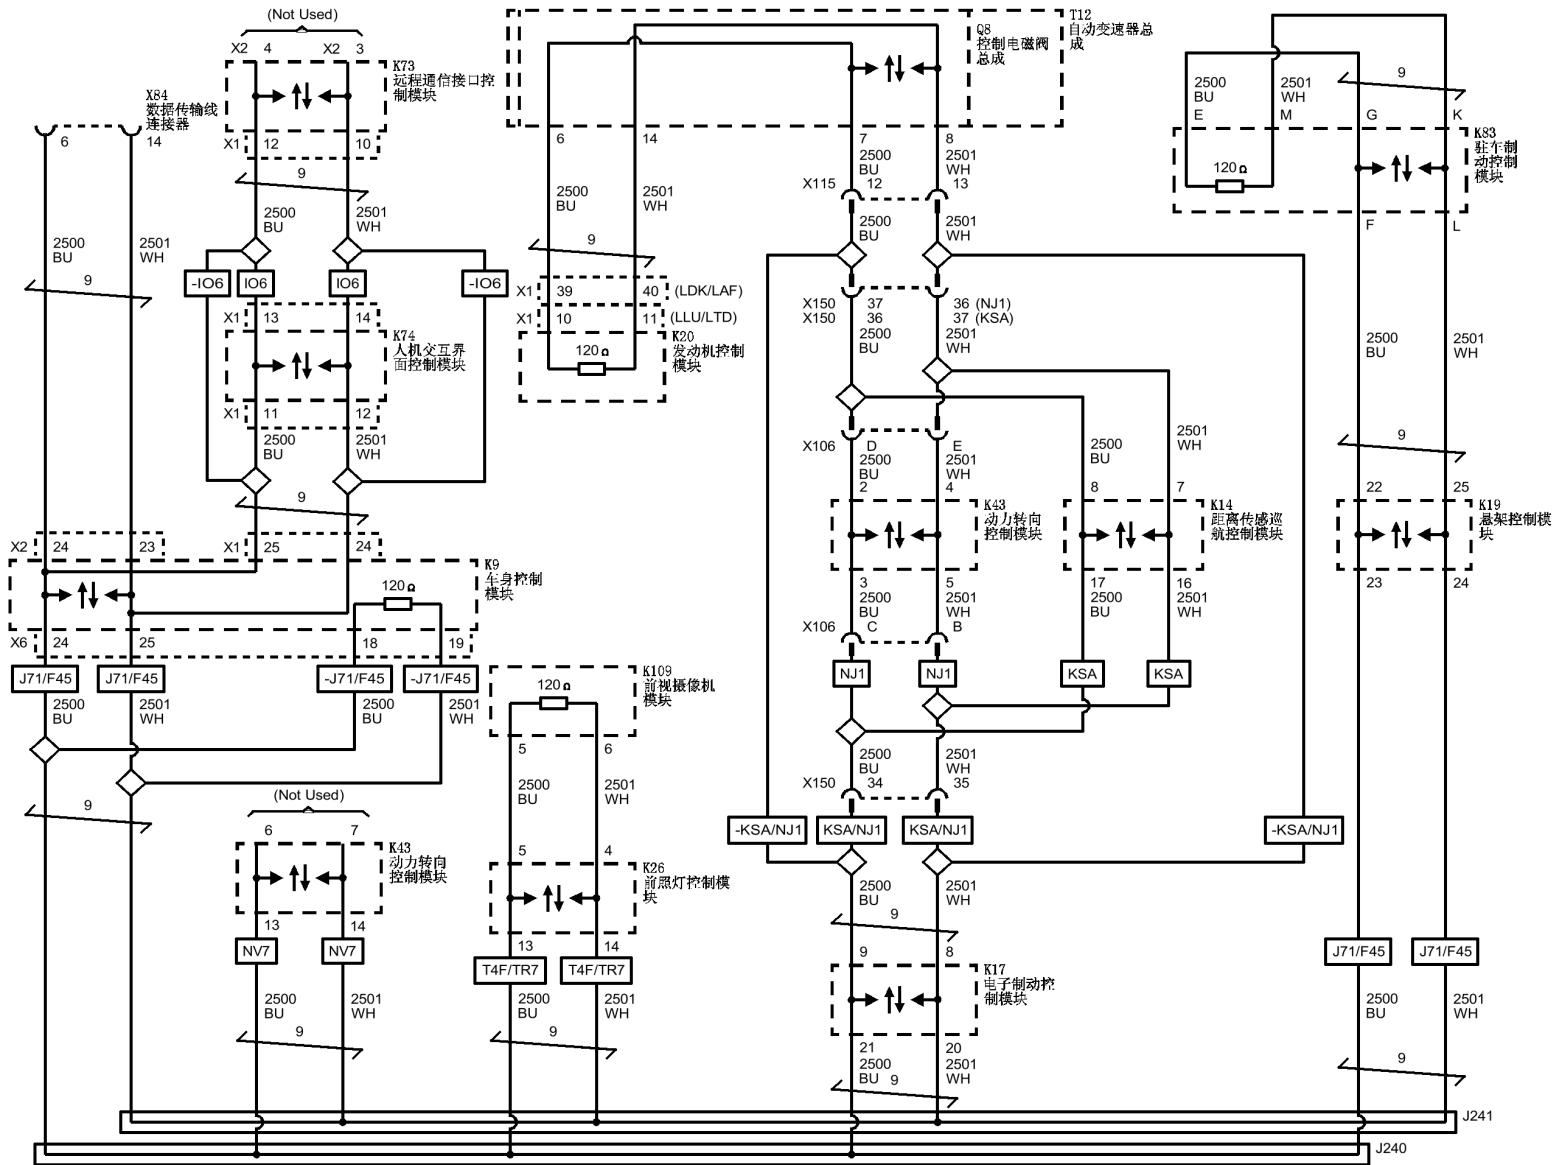 (Not Used)
X2 4 X2 3
K73
远程通信接口控
制模块
X1 12 10
9
2500
BU
2501
WH
X84
数据传输线
连接器
6 14
2500
BU
2501
WH
9
-IO6 IO6 IO6 -IO6
X1 13 14
K74
人机交互界
面控制模块
X1 11 12
2500
BU
2501
WH
9
X2 24 23
X1 25 24
K9
车身控制
模块
120Ω
X6 24 25 18 19
J71/F45 J71/F45 -J71/F45 -J71/F45
2500
BU
2501
WH
2500
BU
2501
WH
9
(Not Used)
6 7
K43
动力转向
控制模块
13 14
NV7 NV7
2500
BU
2501
WH
9
T12
自动变速器总
成
Q8
控制电磁阀
总成
6 14 7 8
2500
BU
2501
WH
9
X1 39 40 (LDK/LAF)
X1 10 11 (LLU/LTD)
K20
发动机控制
模块
120Ω
K109
前视摄像机
模块
120Ω
5 6
2500
BU
2501
WH
5 4
K26
前照灯控制模
块
13 14
T4F/TR7 T4F/TR7
2500
BU
2501
WH
9
2500
BU
2501
WH
X115 12 13
2500
BU
2501
WH
X150 37 36 (NJ1)
X150 36 37 (KSA)
2500
BU
2501
WH
X106 D E
2500
BU
2501
WH
2 4
K43
动力转向
控制模块
3 5
2500
BU
2501
WH
X106 C B
NJ1 NJ1 KSA KSA
2500
BU
2501
WH
8 7
K14
距离传感巡
航控制模块
17 16
2500
BU
2501
WH
2500
BU
2501
WH
X150 34 35
-KSA/NJ1 KSA/NJ1 KSA/NJ1 -KSA/NJ1
2500
BU
2501
WH
9
9 8
K17
电子制动控
制模块
21 20
2500
BU
2501
WH
9
2500
BU
2501
WH
9
E M G K
K83
驻车制
动控制
模块
120Ω
F L
2500
BU
2501
WH
9
22 25
K19
悬架控制模
块
23 24
J71/F45 J71/F45
2500
BU
2501
WH
9
J241
J240